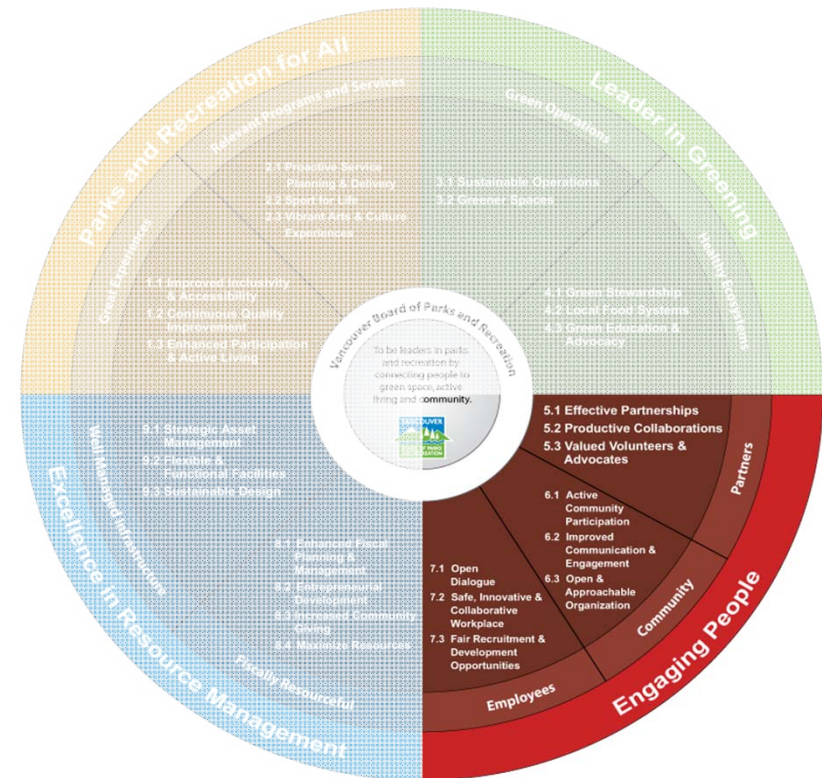 Parks and Recreation for All
Relevant Programs and Services
2.1 Proactive Service
Planning & Delivery
2.2 Sport for Life
2.3 Vibrant Arts & Culture
Experiences
Great Experiences
1.1 Improved Inclusivity
& Accessibility
1.2 Continuous Quality
Improvement
1.3 Enhanced Participation
& Active Living
Leader in Greening
Green Operations
3.1 Sustainable Operations
3.2 Greener Spaces
Healthy Ecosystems
4.1 Green Stewardship
4.2 Local Food Systems
4.3 Green Education &
Advocacy
Vancouver Board of Parks and Recreation
To be leaders in parks
and recreation by
connecting people to
green space, active
living and community.
Engaging People
Partners
5.1 Effective Partnerships
5.2 Productive Collaborations
5.3 Valued Volunteers &
Advocates
Community
6.1 Active
Community
Participation
6.2 Improved
Communication &
Engagement
6.3 Open &
Approachable
Organization
Employees
7.1 Open
Dialogue
7.2 Safe, Innovative &
Collaborative
Workplace
7.3 Fair Recruitment &
Development
Opportunities
Excellence in Resource Management
Fiscally Resourceful
8.1 Enhanced Fiscal
Planning &
Management
8.2 Entrepreneurial
Development
8.3 Increased Community
Giving
8.4 Maximize Resources
Well Managed Infrastructure
9.1 Strategic Asset
Management
9.2 Flexible &
Functional Facilities
9.3 Sustainable Design